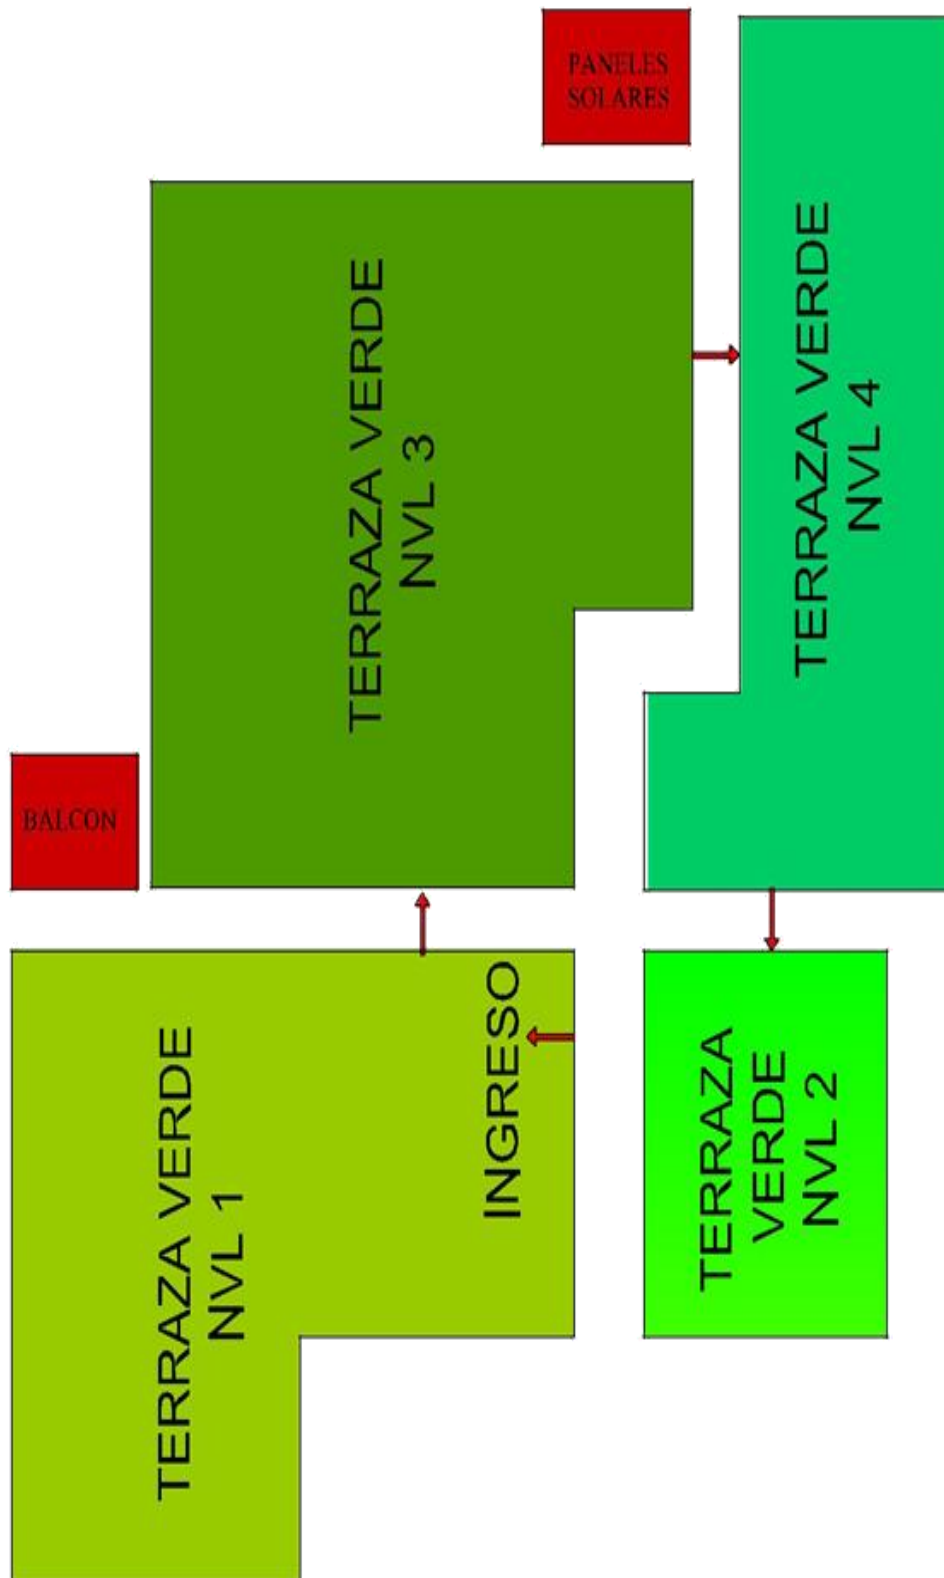 PANELES
SOLARES
TERRAZA VERDE
NVL 3
TERRAZA VERDE
NVL 4
BALCON
TERRAZA VERDE
NVL 1
INGRESO
TERRAZA
VERDE
NVL 2